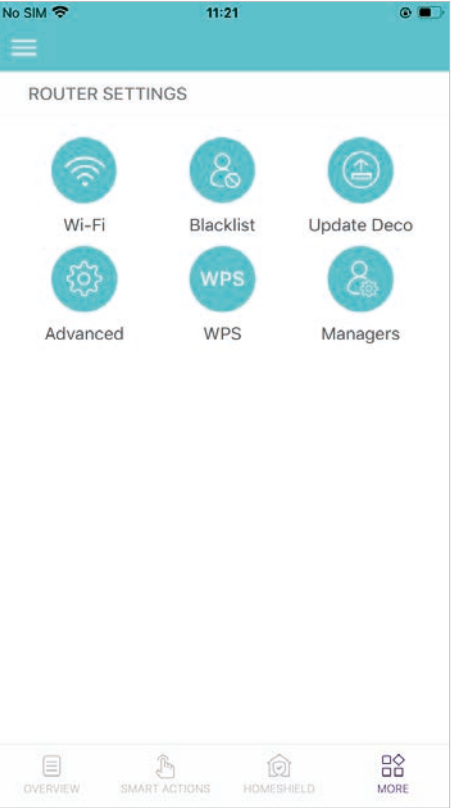 No SIM 11:21
ROUTER SETTINGS
Wi-Fi Blacklist Update Deco
WPS
Advanced WPS Managers
OVERVIEW SMART ACTIONS HOMESHIELD MORE